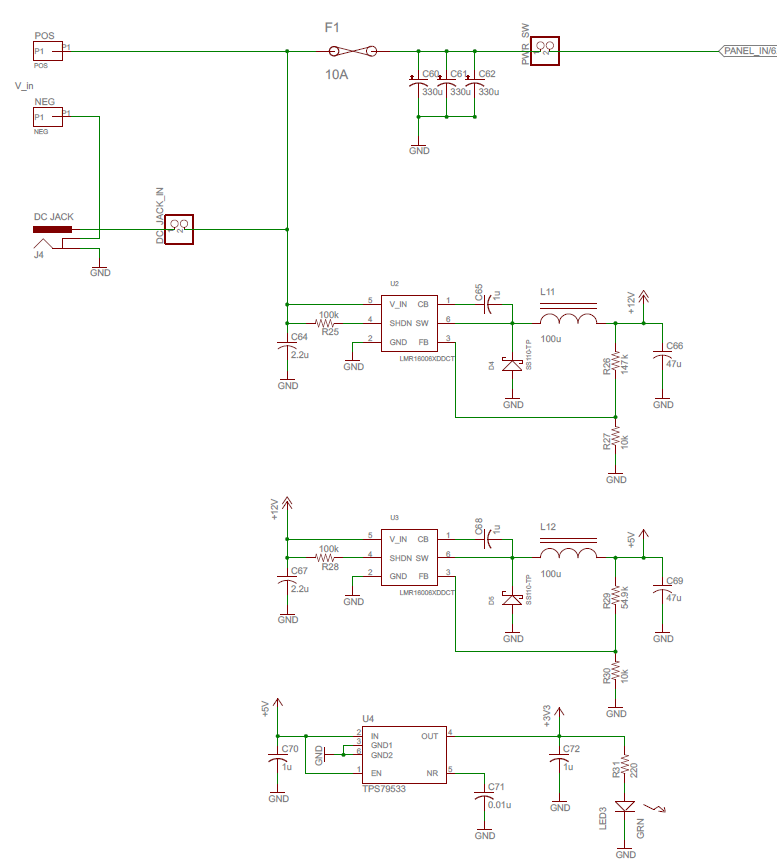 POS
P1
P1
POS
V_in
NEG
P1
P1
NEG
F1
10A
C60
330u
C61
330u
C62
330u
GND
PWR_SW
1
2
PANEL_IN/6
DC JACK
J4
GND
DC_JACK_IN
1
2
U2
5 V_IN CB 1
4 SHDN SW 6
2 GND FB 3
LMR16006XDDCT
100k
R25
C64
2.2u
GND
GND
C65
1u
D4
SS110-TP
GND
L11
100u
+12V
R26
147k
C66
47u
GND
R27
10k
GND
+12V
U3
5 V_IN CB 1
4 SHDN SW 6
2 GND FB 3
LMR16006XDDCT
100k
R28
C67
2.2u
GND
GND
C68
1u
D5
SS110-TP
GND
L12
100u
+5V
R29
54.9k
C69
47u
GND
R30
10k
GND
+5V
U4
2 IN OUT 4
3 GND1
6 GND2
1 EN NR 5
TPS79533
GND
C70
1u
GND
C71
0.01u
GND
+3V3
C72
1u
GND
R31
220
LED3
GRN
GND